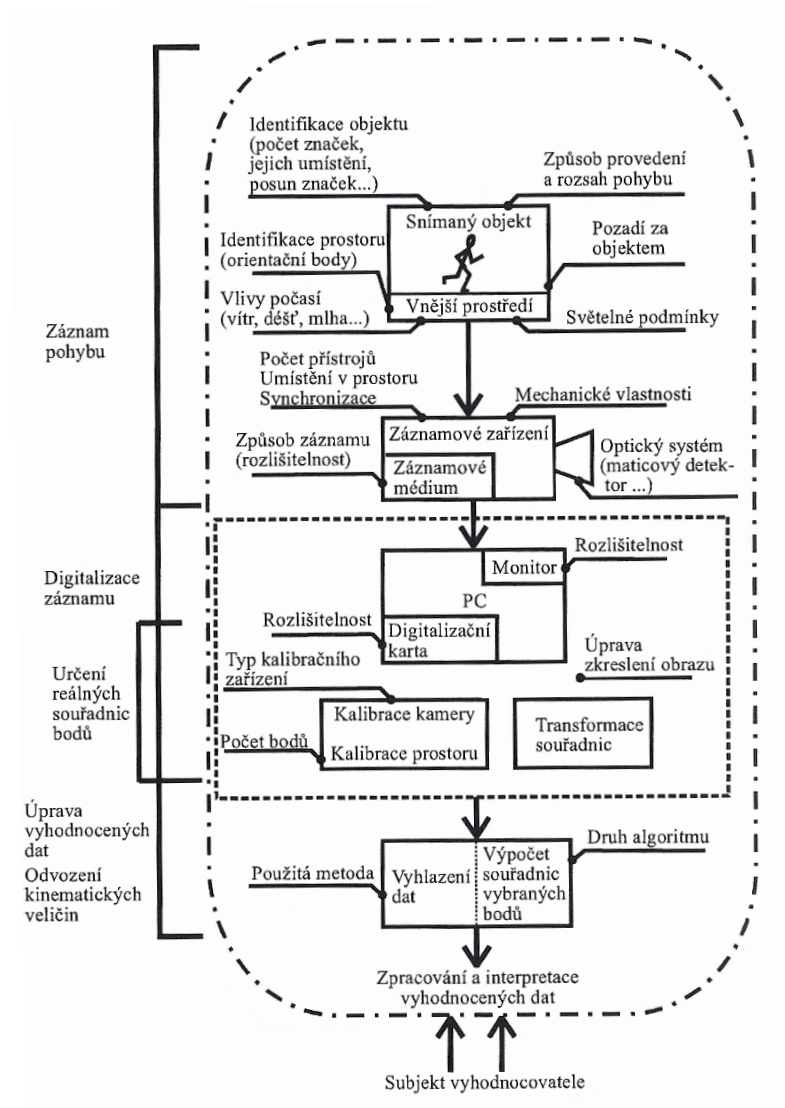 Identifikace objektu
(počet značek,
jejich umístění,
posun značek...)
Způsob provedení
a rozsah pohybu
Snímaný objekt
Pozadí za
objektem
Identifikace prostoru
(orientační body)
Vnější prostředí
Vlivy počasí
(vítr, déšť, mlha...)
Světelné podmínky
Záznam
pohybu
Počet přístrojů
Umístění v prostoru
Synchronizace
Mechanické vlastnosti
Záznamové zařízení
Způsob záznamu
(rozlišitelnost)
Záznamové
médium
Optický systém
(maticový detek-
tor ...)
Digitalizace
záznamu
Rozlišitelnost
Monitor
PC
Rozlišitelnost
Digitalizační
karta
Úprava
zkreslení obrazu
Určení
reálných
souřadnic
bodů
Typ kalibračního
zařízení
Kalibrace kamery
Počet bodů
Kalibrace prostoru
Transformace
souřadnic
Úprava
vyhodnocených
dat
Odvození
kinematických
veličin
Druh algoritmu
Použitá metoda
Vyhlazení
dat
Výpočet
souřadnic
vybraných
bodů
Zpracování a interpretace
vyhodnocených dat
Subjekt vyhodnocovatele